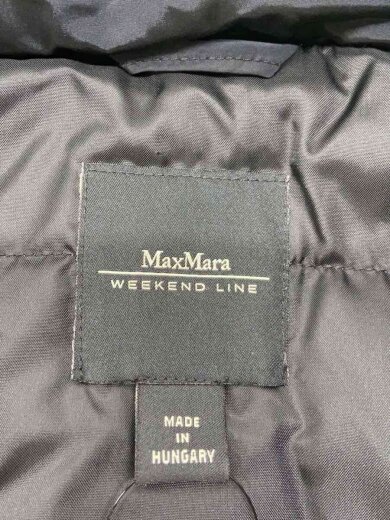 MaxMara
WEEKEND LINE
MADE
IN
HUNGARY